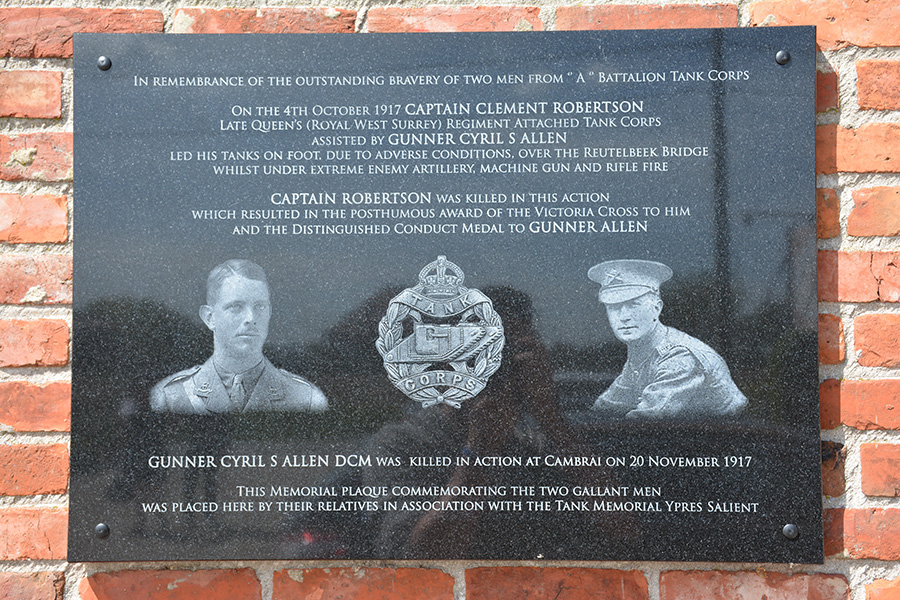 IN REMEMBRANCE OF THE OUTSTANDING BRAVERY OF TWO MEN FROM " A " BATTALION TANK CORPS
ON THE 4TH OCTOBER 1917 CAPTAIN CLEMENT ROBERTSON
LATE QUEEN'S (ROYAL WEST SURREY) REGIMENT ATTACHED TANK CORPS
ASSISTED BY GUNNER CYRIL S ALLEN
LED HIS TANKS ON FOOT, DUE TO ADVERSE CONDITIONS, OVER THE REUTELBEEK BRIDGE
WHILST UNDER EXTREME ENEMY ARTILLERY, MACHINE GUN AND RIFLE FIRE
CAPTAIN ROBERTSON WAS KILLED IN THIS ACTION
WHICH RESULTED IN THE POSTHUMOUS AWARD OF THE VICTORIA CROSS TO HIM
AND THE DISTINGUISHED CONDUCT MEDAL TO GUNNER ALLEN
TANK
CORPS
GUNNER CYRIL S ALLEN DCM WAS KILLED IN ACTION AT CAMBRAI ON 20 NOVEMBER 1917
THIS MEMORIAL PLAQUE COMMEMORATING THE TWO GALLANT MEN
WAS PLACED HERE BY THEIR RELATIVES IN ASSOCIATION WITH THE TANK MEMORIAL YPRES SALIENT